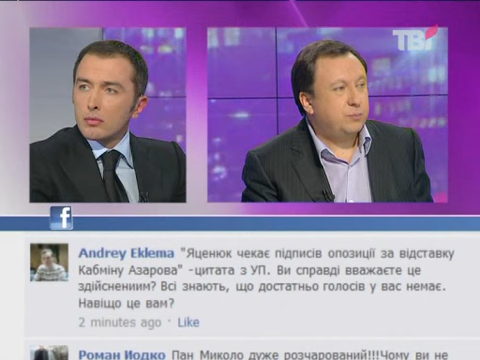 ТВі
f
Andrey Eklema "Яценюк чекає підписів опозиції за відставку
Кабміну Азарова" -цитата з УП. Ви справді вважаєте це
здійснениим? Всі знають, що достатньо голосів у вас немає.
Навіщо це вам?
2 minutes ago · Like
Роман Йодко Пан Миколо дуже розчарований!!!Чому ви не